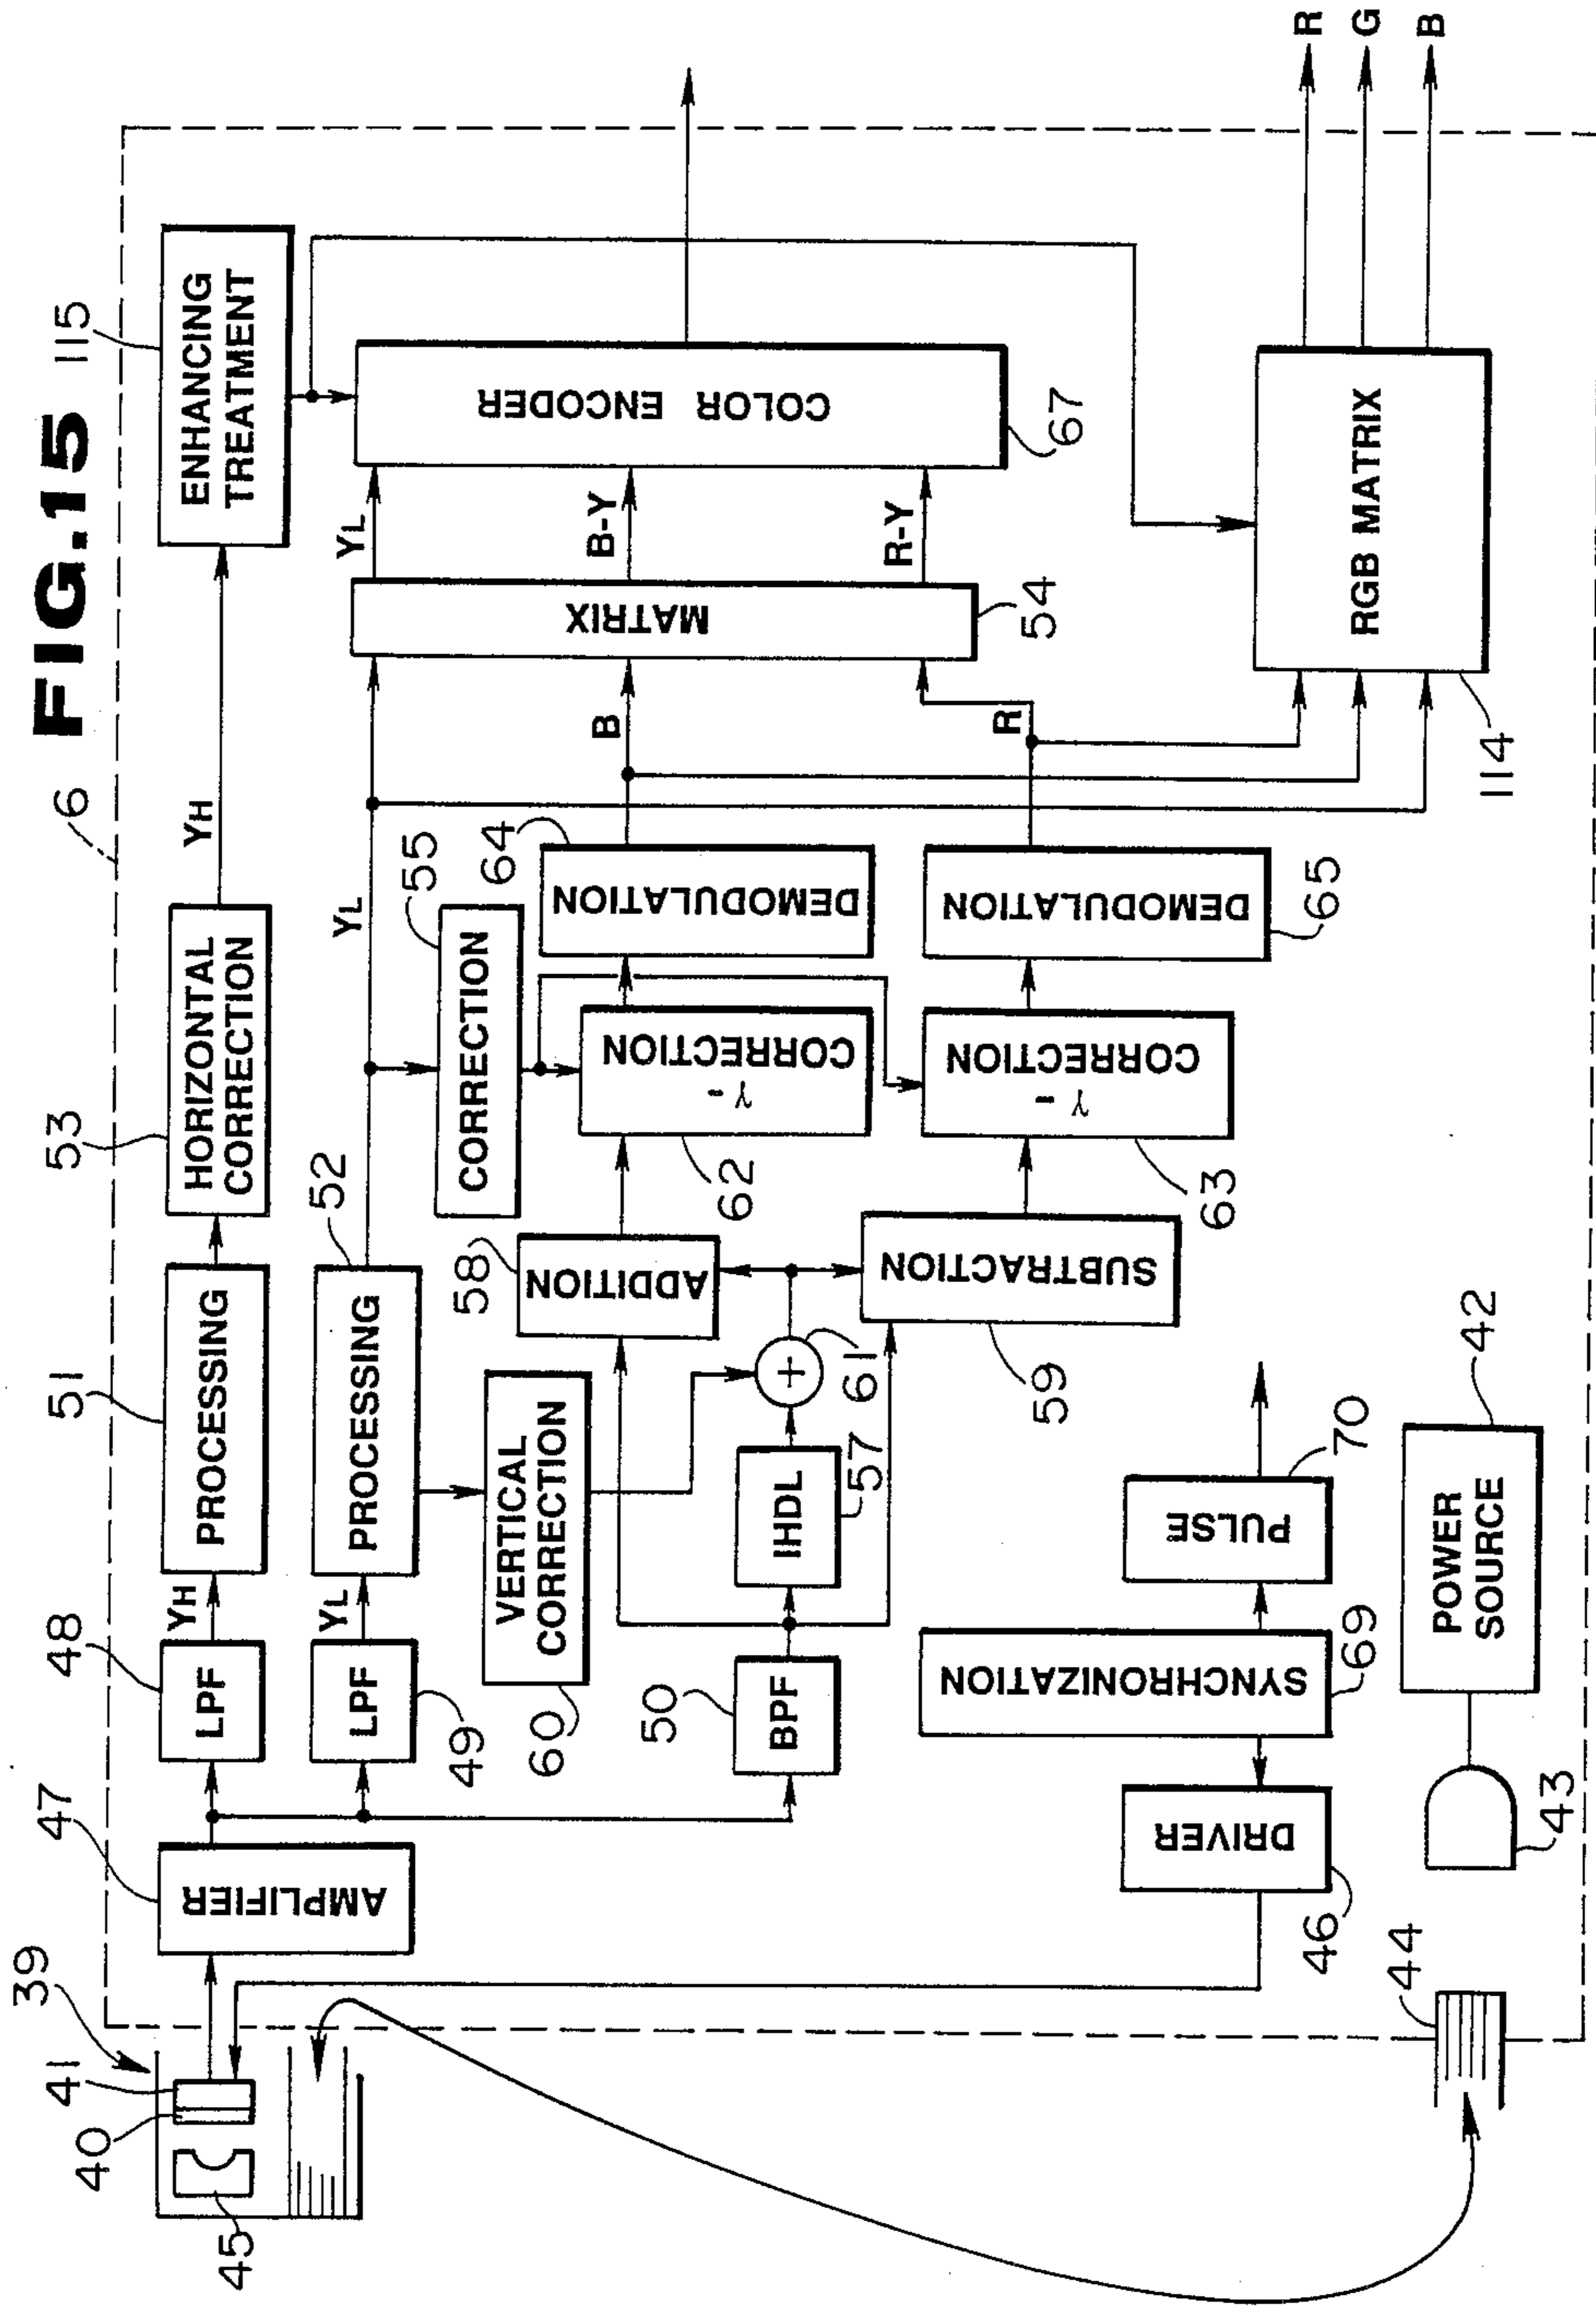 FIG.15
6
115
ENHANCING
TREATMENT
53
HORIZONTAL
CORRECTION
YH
51
PROCESSING
48
YH
LPF
47
AMPLIFIER
39
41
40
45
LPF
49
YL
52
PROCESSING
YL
55
CORRECTION
VERTICAL
CORRECTION
60
58
ADDITION
50
BPF
IHDL
57
+
61
SUBTRACTION
59
γ-
CORRECTION
62
γ-
CORRECTION
63
64
DEMODULATION
DEMODULATION
65
B
R
MATRIX
54
YL
B-Y
R-Y
COLOR ENCODER
67
RGB MATRIX
114
R
G
B
SYNCHRONIZATION
69
PULSE
70
DRIVER
46
POWER
SOURCE
42
43
44